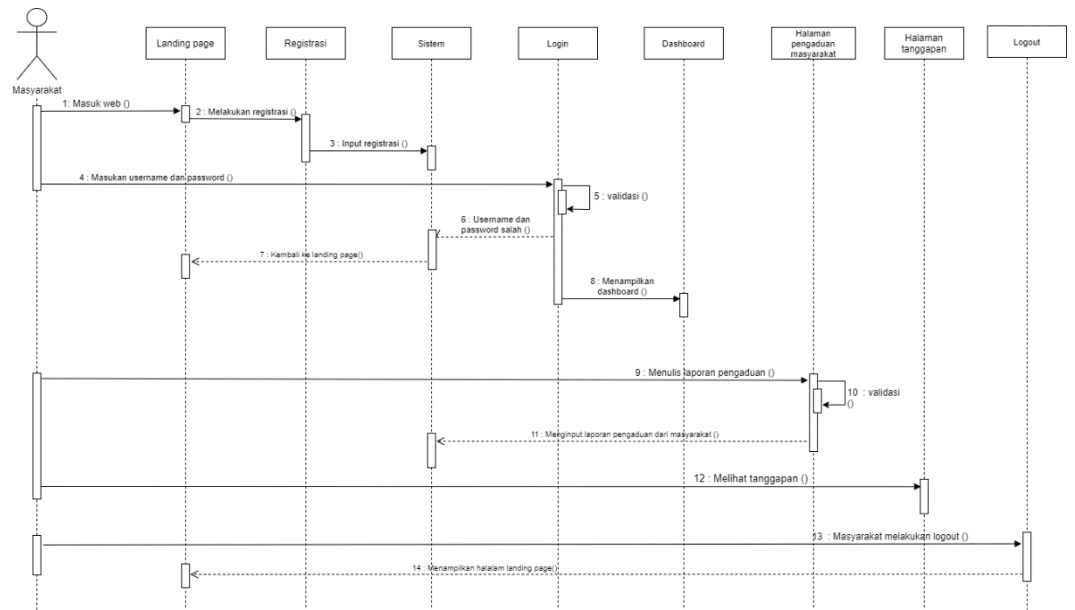 Masyarakat
Landing page
Registrasi
Sistem
Login
Dashboard
Halaman
pengaduan
masyarakat
Halaman
tanggapan
Logout
1: Masuk web ()
2 : Melakukan registrasi ()
3 : Input registrasi ()
4 : Masukan username dan password ()
5 : validasi ()
6 : Username dan
password salah ()
7 : Kembali ke landing page()
8 : Menampilkan
dashboard ()
9 : Menulis laporan pengaduan ()
10 : validasi
()
11 : Menginput laporan pengaduan dari masyarakat ()
12 : Melihat tanggapan ()
13 : Masyarakat melakukan logout ()
14 : Menampilkan halalam landing page()